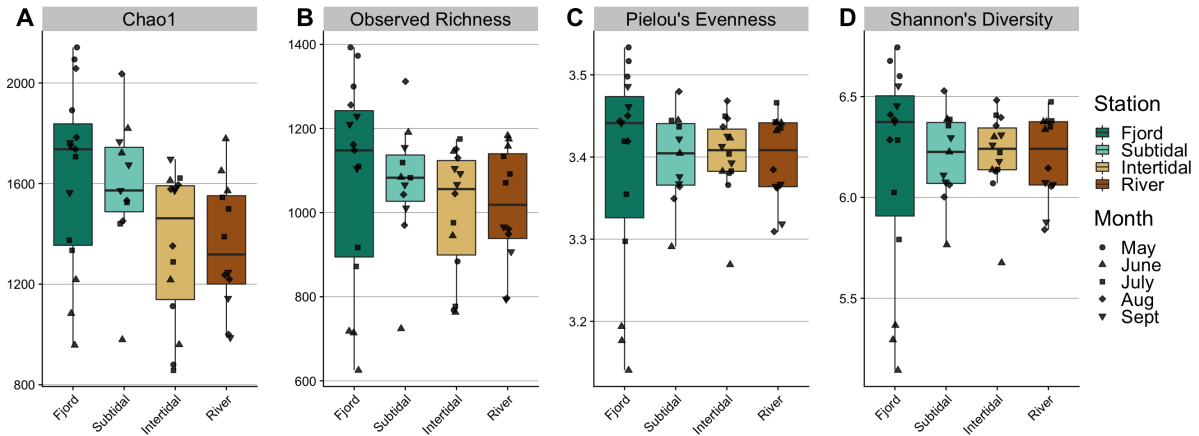 A Chao1
2000
1600
1200
800
Fjord
Subtidal
Intertidal
River
B Observed Richness
1400
1200
1000
800
600
Fjord
Subtidal
Intertidal
River
C Pielou's Evenness
3.5
3.4
3.3
3.2
Fjord
Subtidal
Intertidal
River
D Shannon's Diversity
6.5
6.0
5.5
Fjord
Subtidal
Intertidal
River
Station
Fjord
Subtidal
Intertidal
River
Month
May
June
July
Aug
Sept